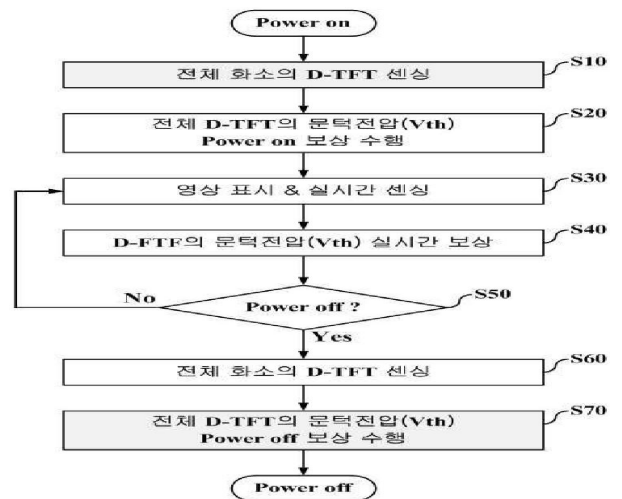 Power on
전체 화소의 D-TFT 센싱
S10
전체 D-TFT의 문턱전압(Vth)
Power on 보상 수행
S20
영상 표시 & 실시간 센싱
S30
D-FTF의 문턱전압(Vth) 실시간 보상
S40
Power off ?
S50
No
Yes
전체 화소의 D-TFT 센싱
S60
전체 D-TFT의 문턱전압(Vth)
Power off 보상 수행
S70
Power off